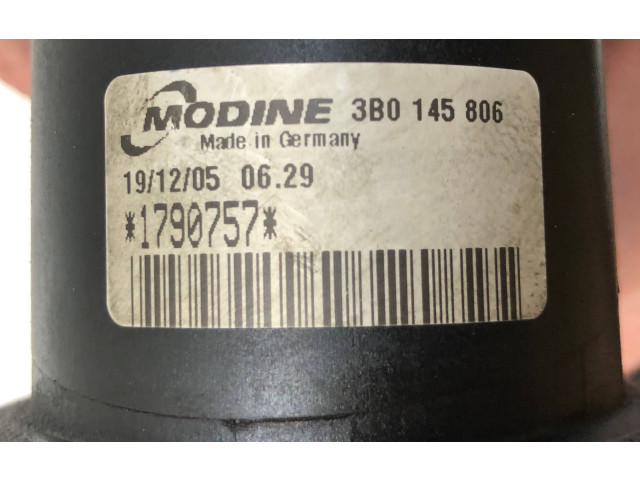 MODINE 3B0 145 806
Made in Germany
19/12/05 06.29
*1790757*